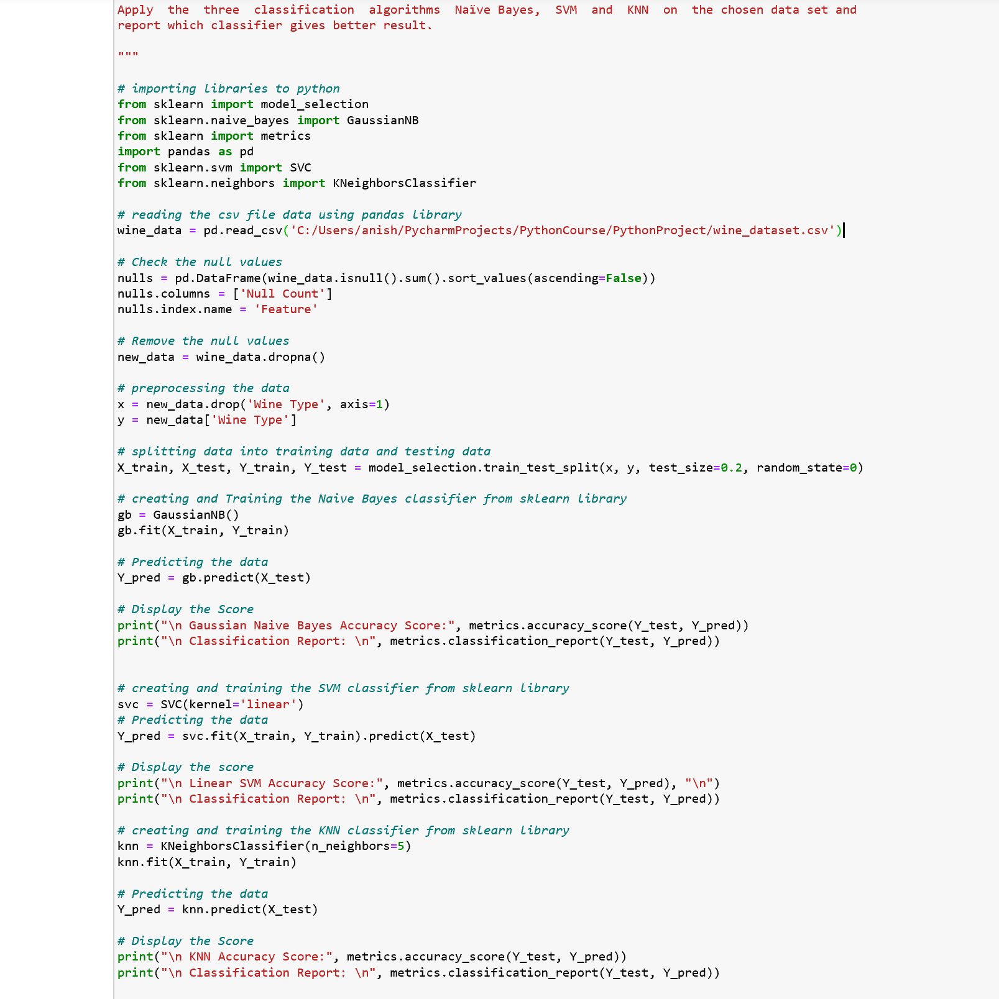 Apply  the  three  classification  algorithms  Naïve Bayes,  SVM  and  KNN  on  the chosen data set and
report which classifier gives better result.
"""
# importing libraries to python
from sklearn import model_selection
from sklearn.naive_bayes import GaussianNB
from sklearn import metrics
import pandas as pd
from sklearn.svm import SVC
from sklearn.neighbors import KNeighborsClassifier
# reading the csv file data using pandas library
wine_data = pd.read_csv('C:/Users/anish/PycharmProjects/PythonCourse/PythonProject/wine_dataset.csv')
# Check the null values
nulls = pd.DataFrame(wine_data.isnull().sum().sort_values(ascending=False))
nulls.columns = ['Null Count']
nulls.index.name = 'Feature'
# Remove the null values
new_data = wine_data.dropna()
# preprocessing the data
x = new_data.drop('Wine Type', axis=1)
y = new_data['Wine Type']
# splitting data into training data and testing data
X_train, X_test, Y_train, Y_test = model_selection.train_test_split(x, y, test_size=0.2, random_state=0)
# creating and Training the Naive Bayes classifier from sklearn library
gb = GaussianNB()
gb.fit(X_train, Y_train)
# Predicting the data
Y_pred = gb.predict(X_test)
# Display the Score
print("\n Gaussian Naive Bayes Accuracy Score:", metrics.accuracy_score(Y_test, Y_pred))
print("\n Classification Report: \n", metrics.classification_report(Y_test, Y_pred))
# creating and training the SVM classifier from sklearn library
svc = SVC(kernel='linear')
# Predicting the data
Y_pred = svc.fit(X_train, Y_train).predict(X_test)
# Display the score
print("\n Linear SVM Accuracy Score:", metrics.accuracy_score(Y_test, Y_pred), "\n")
print("\n Classification Report: \n", metrics.classification_report(Y_test, Y_pred))
# creating and training the KNN classifier from sklearn library
knn = KNeighborsClassifier(n_neighbors=5)
knn.fit(X_train, Y_train)
# Predicting the data
Y_pred = knn.predict(X_test)
# Display the Score
print("\n KNN Accuracy Score:", metrics.accuracy_score(Y_test, Y_pred))
print("\n Classification Report: \n", metrics.classification_report(Y_test, Y_pred))